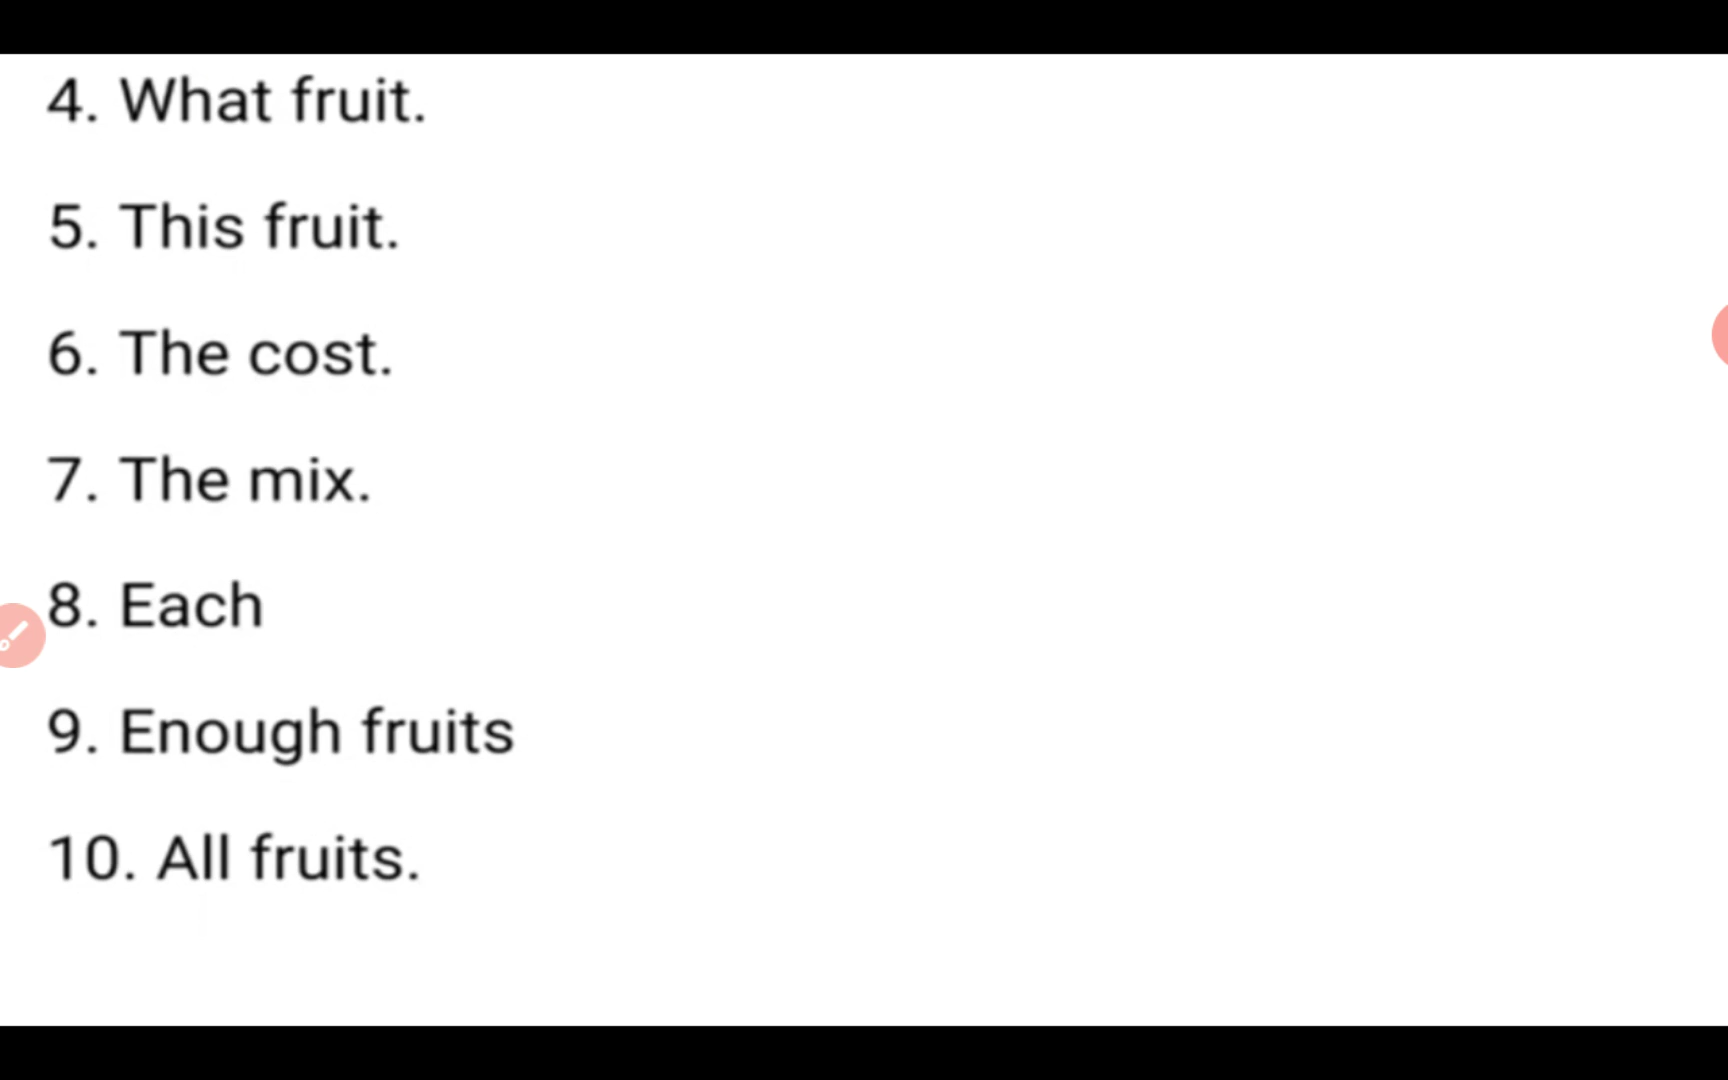 4. What fruit.
5. This fruit.
6. The cost.
7. The mix.
8. Each
9. Enough fruits
10. All fruits.